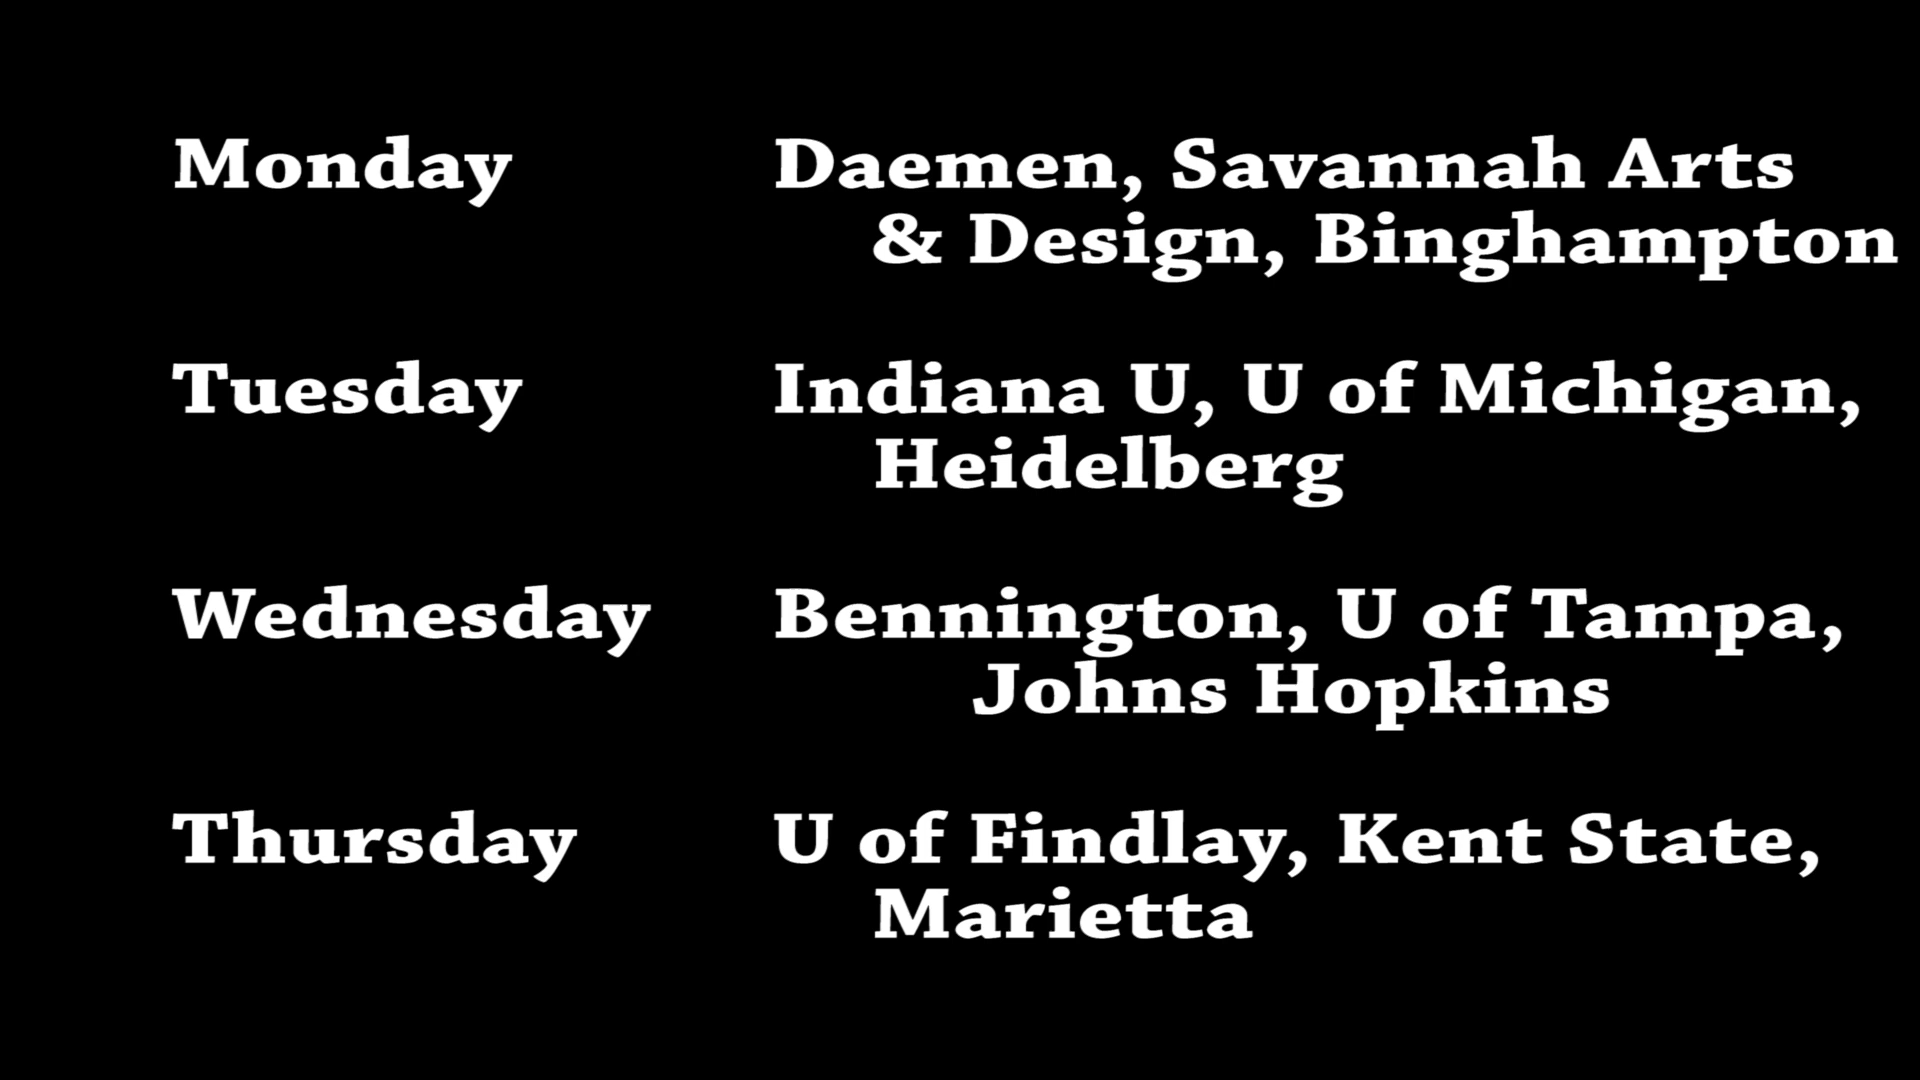 Monday Daemen, Savannah Arts
& Design, Binghampton
Tuesday Indiana U, U of Michigan,
Heidelberg
Wednesday Bennington, U of Tampa,
Johns Hopkins
Thursday U of Findlay, Kent State,
Marietta